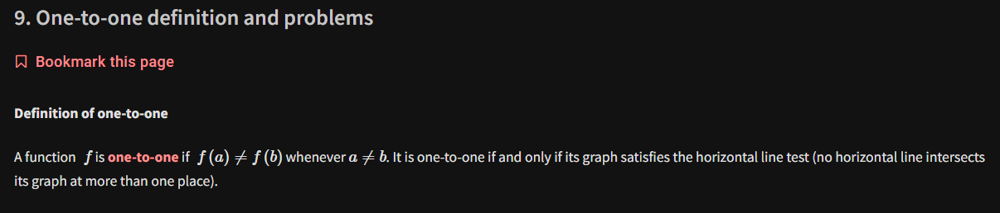 9. One-to-one definition and problems
Bookmark this page
Definition of one-to-one
A function f is one-to-one if f (a) ≠ f (b) whenever a ≠ b. It is one-to-one if and only if its graph satisfies the horizontal line test (no horizontal line intersects
its graph at more than one place).